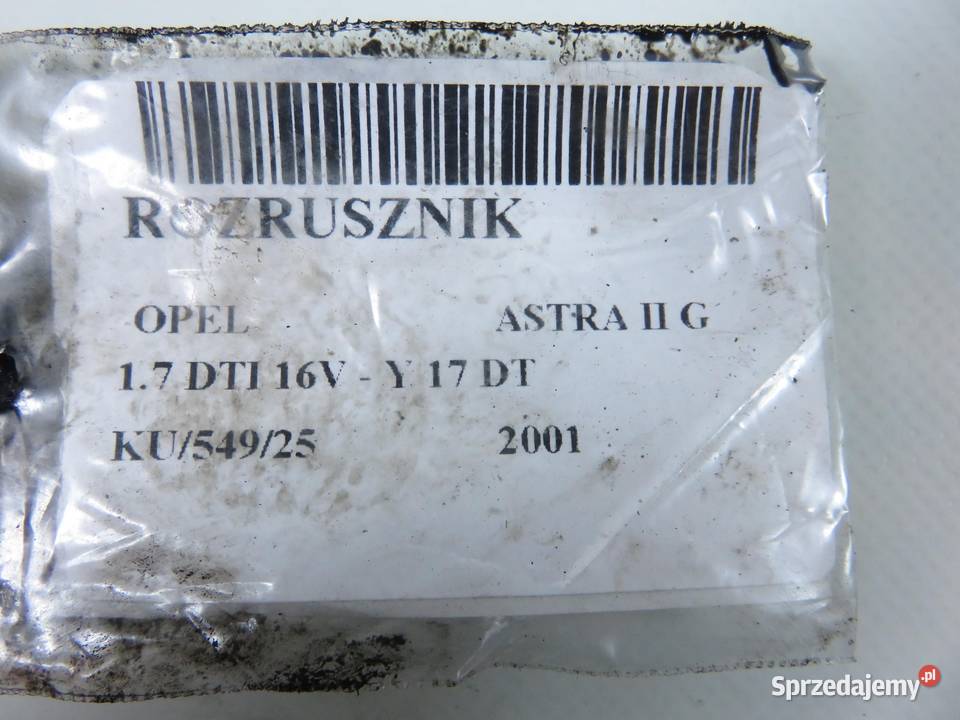 ROZRUSZNIK
OPEL ASTRA II G
1.7 DTI 16V - Y 17 DT
KU/549/25 2001
Sprzedajemy.pl